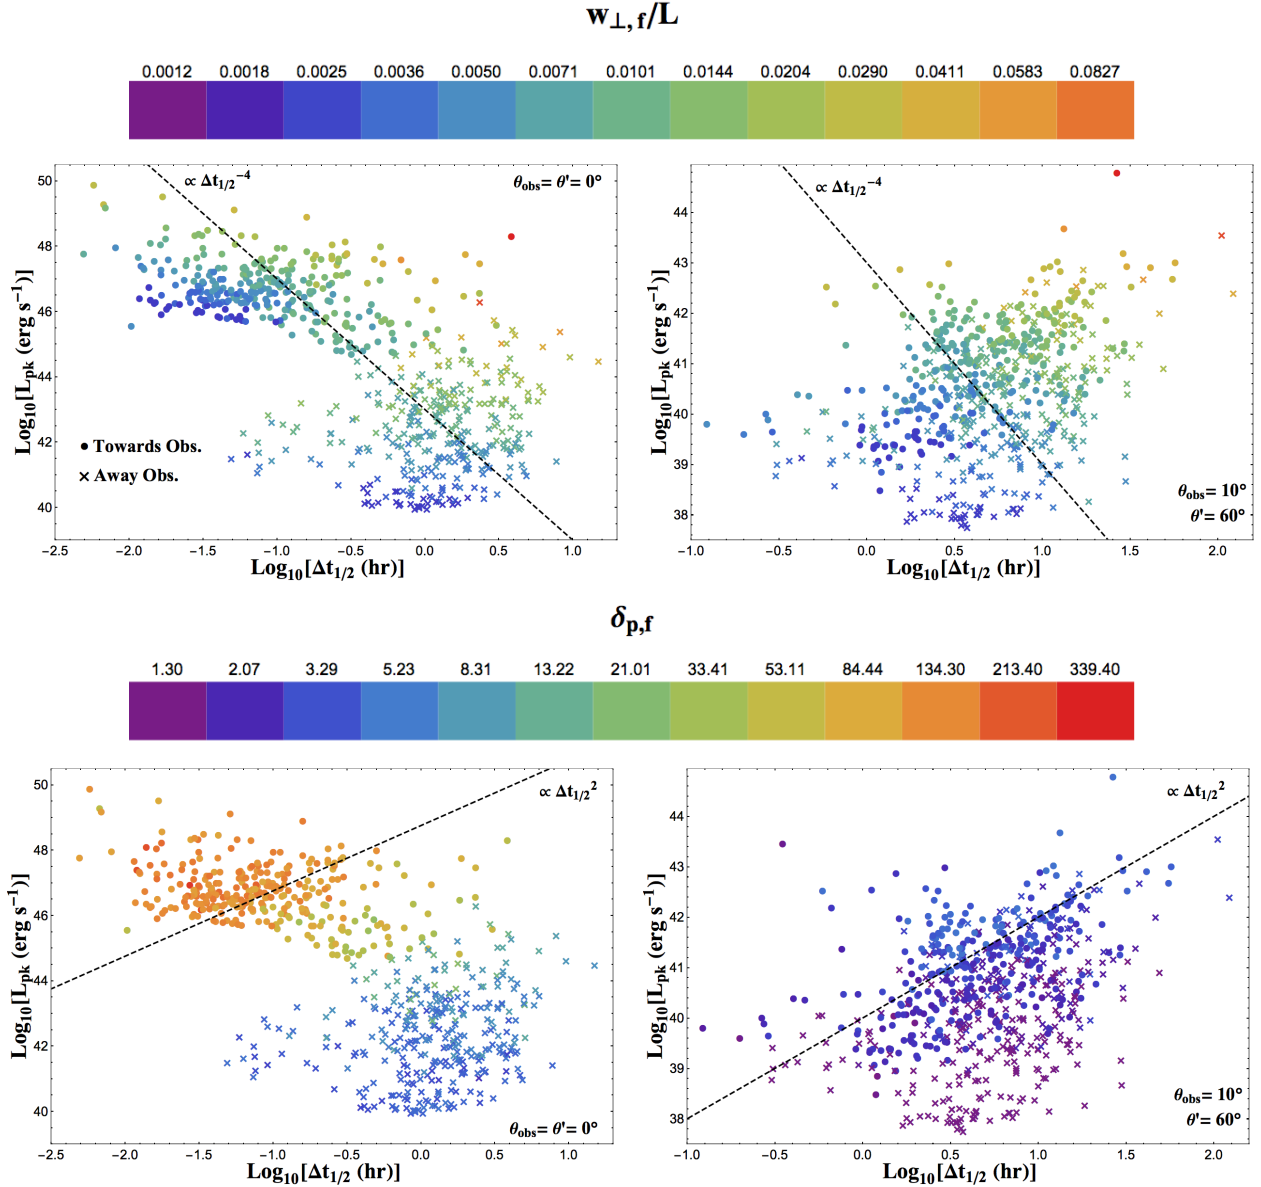 w⊥, f/L
0.0012 0.0018 0.0025 0.0036 0.0050 0.0071 0.0101 0.0144 0.0204 0.0290 0.0411 0.0583 0.0827
∝ Δt1/2⁻⁴
θobs= θ'= 0°
• Towards Obs.
× Away Obs.
50
48
46
44
42
40
Log10[Lpk (erg s⁻¹)]
−2.5 −2.0 −1.5 −1.0 −0.5 0.0 0.5 1.0
Log10[Δt1/2 (hr)]
∝ Δt1/2⁻⁴
44
43
42
41
40
39
38
Log10[Lpk (erg s⁻¹)]
θobs= 10°
θ'= 60°
−1.0 −0.5 0.0 0.5 1.0 1.5 2.0
Log10[Δt1/2 (hr)]
δp,f
1.30 2.07 3.29 5.23 8.31 13.22 21.01 33.41 53.11 84.44 134.30 213.40 339.40
∝ Δt1/2²
50
48
46
44
42
40
Log10[Lpk (erg s⁻¹)]
θobs= θ'= 0°
−2.5 −2.0 −1.5 −1.0 −0.5 0.0 0.5 1.0
Log10[Δt1/2 (hr)]
∝ Δt1/2²
44
43
42
41
40
39
38
Log10[Lpk (erg s⁻¹)]
θobs= 10°
θ'= 60°
−1.0 −0.5 0.0 0.5 1.0 1.5 2.0
Log10[Δt1/2 (hr)]